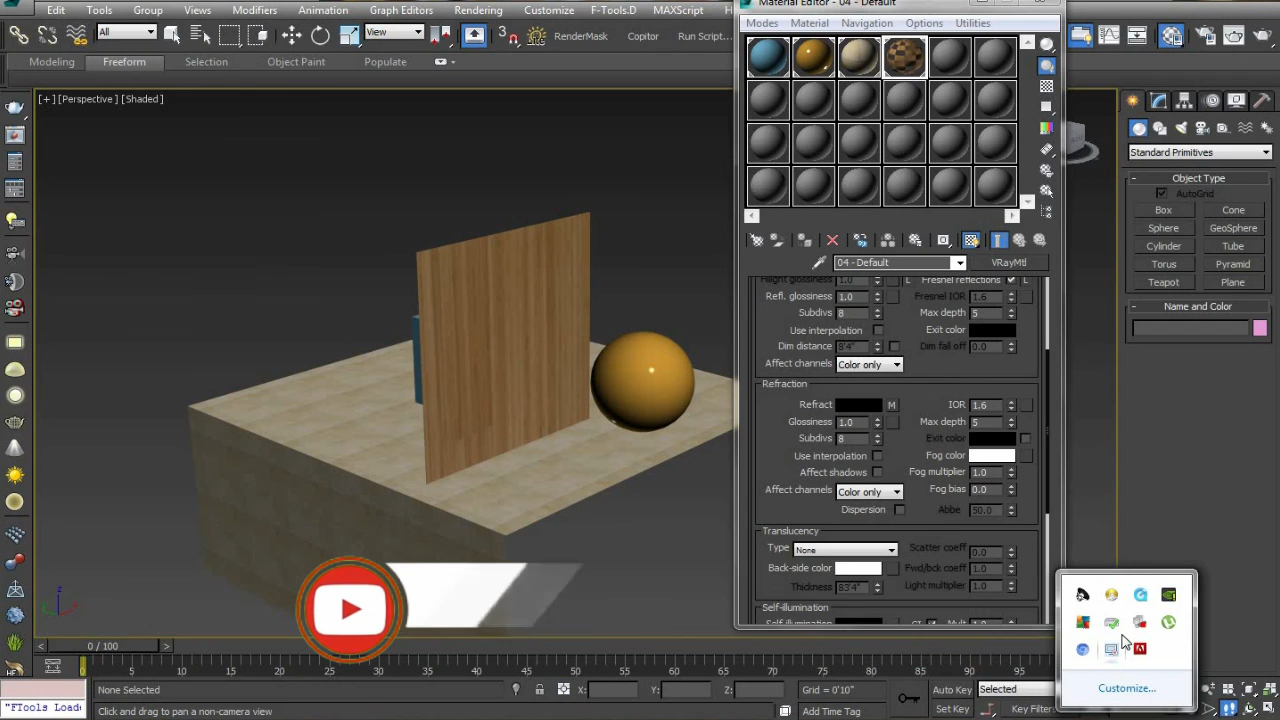 Material Editor - 04 - Default
Edit Tools Group Views Modifiers Animation Graph Editors Rendering Customize F-Tools.D MAXScript
Modes Material Navigation Options Utilities
All View RenderMask Copitor Run Script...
Modeling Freeform Selection Object Paint Populate
[+] [Perspective] [Shaded]
Standard Primitives
- Object Type
AutoGrid
Box Cone
Sphere GeoSphere
Cylinder Tube
Torus Pyramid
Teapot Plane
- Name and Color
04 - Default VRayMtl
Hilight glossiness 1.0 L Fresnel reflections L
Refl. glossiness 1.0 Fresnel IOR 1.6
Subdivs 8 Max depth 5
Use interpolation Exit color
Dim distance 8'4" Dim fall off 0.0
Affect channels Color only
Refraction
Refract M IOR 1.6
Glossiness 1.0 Max depth 5
Subdivs 8 Exit color
Use interpolation Fog color
Affect shadows Fog multiplier 1.0
Affect channels Color only Fog bias 0.0
Dispersion Abbe 50.0
Translucency
Type None Scatter coeff 0.0
Back-side color Fwd/bck coeff 1.0
Thickness 83'4" Light multiplier 1.0
Self-illumination
Self-illumination GI Mult 1.0
z
< 0 / 100 >
0 5 10 15 20 25 30 35 40 45 50 55 60 65 70 75 80 85 90 95
None Selected X: Y: Z: Grid = 0'10" Auto Key Selected
"FTools Load Click and drag to pan a non-camera view Add Time Tag Set Key Key Filters
Customize...